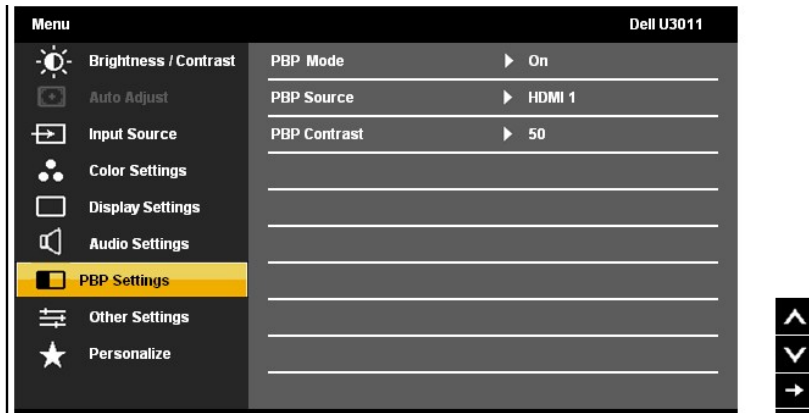 Menu Dell U3011
Brightness / Contrast PBP Mode On
Auto Adjust PBP Source HDMI 1
Input Source PBP Contrast 50
Color Settings
Display Settings
Audio Settings
PBP Settings
Other Settings
Personalize